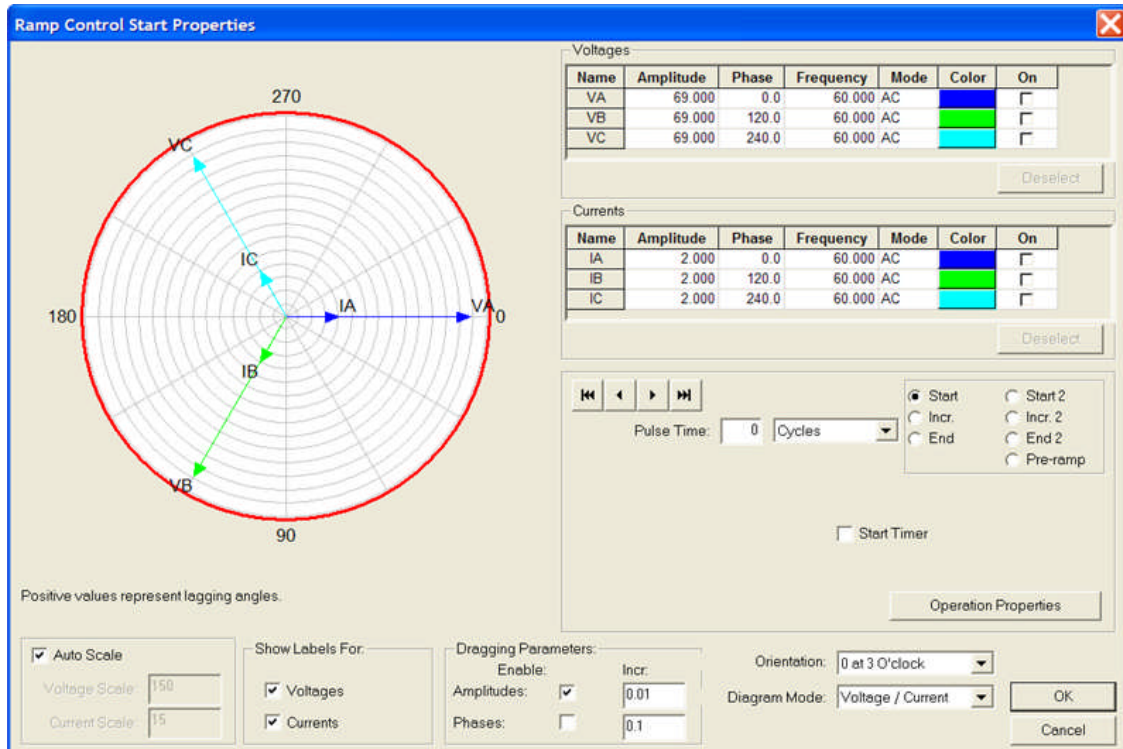 Ramp Control Start Properties
270
VC
IC
IA
VA
180
0
IB
VB
90
Positive values represent lagging angles.
Voltages
Name Amplitude Phase Frequency Mode Color On
VA 69.000 0.0 60.000 AC
VB 69.000 120.0 60.000 AC
VC 69.000 240.0 60.000 AC
Deselect
Currents
Name Amplitude Phase Frequency Mode Color On
IA 2.000 0.0 60.000 AC
IB 2.000 120.0 60.000 AC
IC 2.000 240.0 60.000 AC
Deselect
Pulse Time: 0 Cycles
Start Start 2
Incr. Incr. 2
End End 2
Pre-ramp
Start Timer
Operation Properties
Auto Scale
Voltage Scale: 150
Current Scale: 15
Show Labels For:
Voltages
Currents
Dragging Parameters:
Enable: Incr:
Amplitudes: 0.01
Phases: 0.1
Orientation: 0 at 3 O'clock
Diagram Mode: Voltage / Current
OK
Cancel